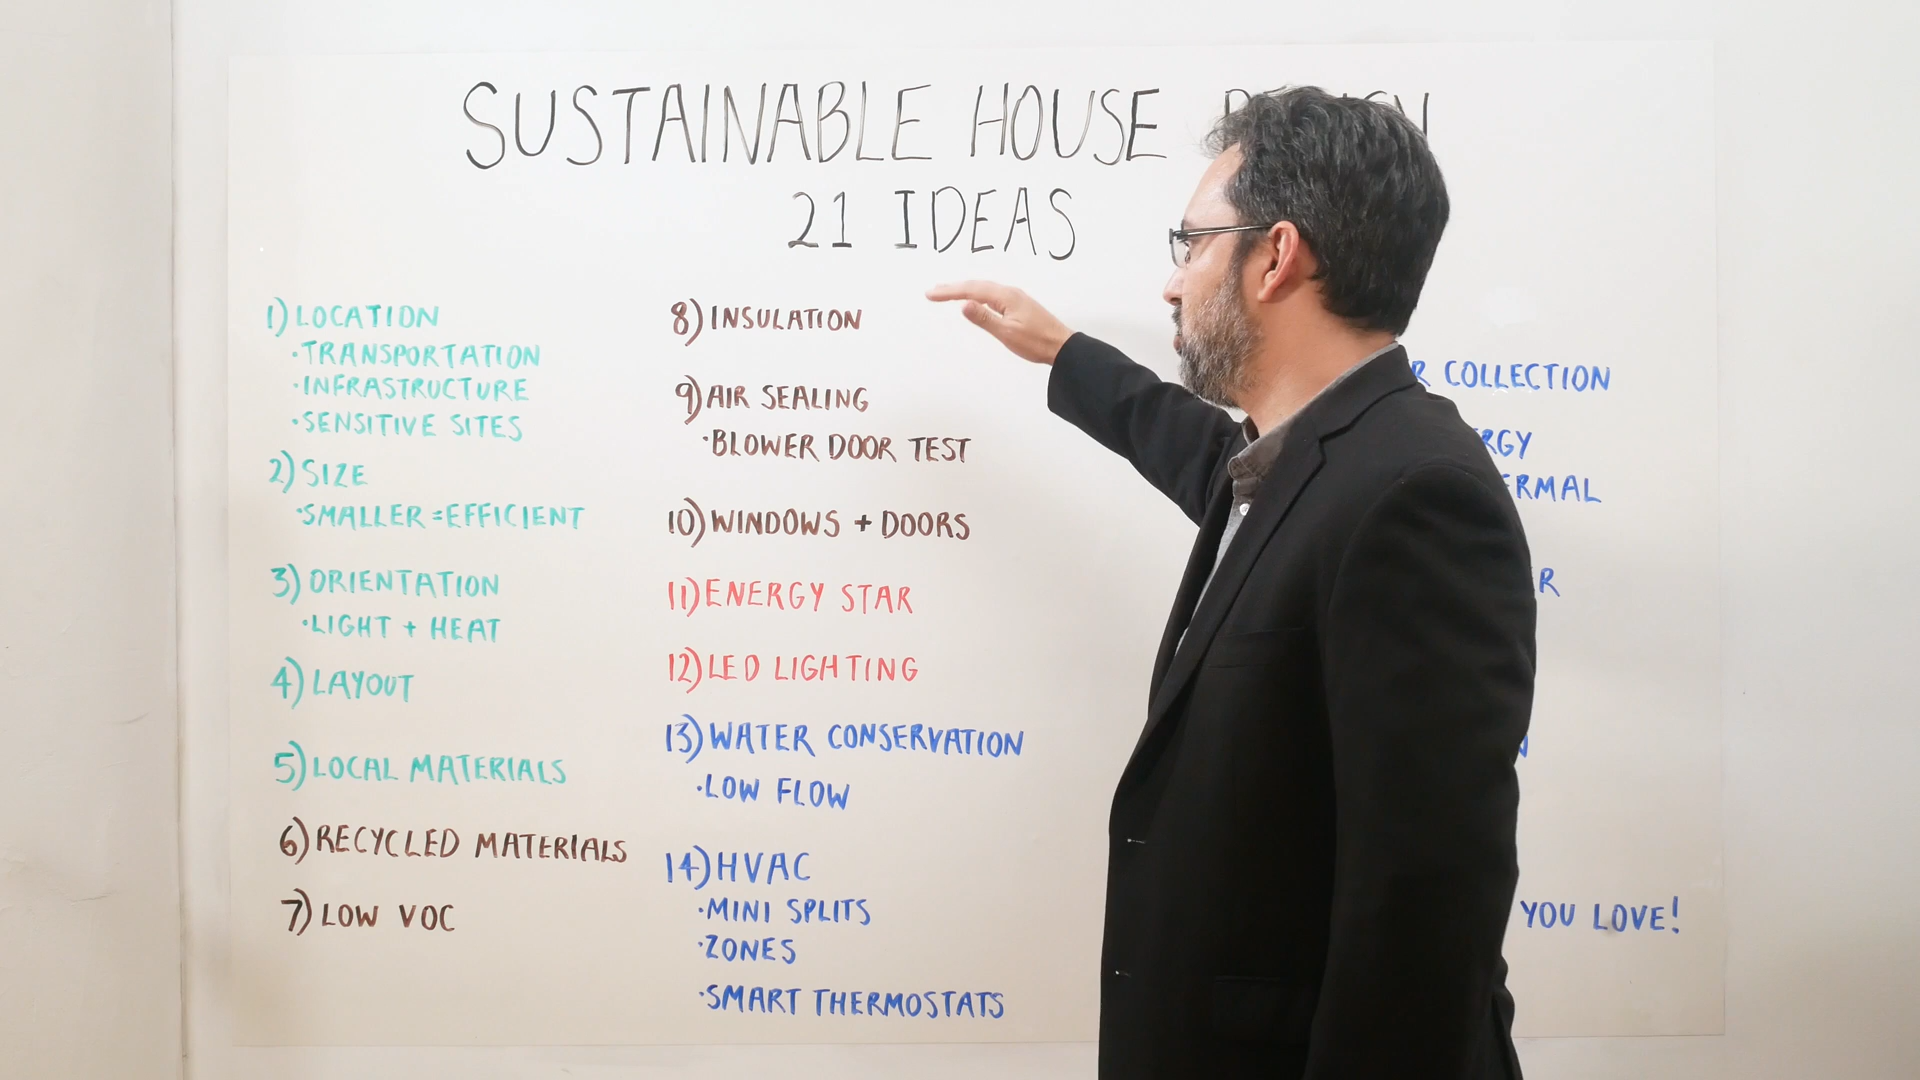 SUSTAINABLE HOUSE
21 IDEAS
1) LOCATION
·TRANSPORTATION
·INFRASTRUCTURE
·SENSITIVE SITES
2) SIZE
·SMALLER = EFFICIENT
3) ORIENTATION
·LIGHT + HEAT
4) LAYOUT
5) LOCAL MATERIALS
6) RECYCLED MATERIALS
7) LOW VOC
8) INSULATION
9) AIR SEALING
·BLOWER DOOR TEST
10) WINDOWS + DOORS
11) ENERGY STAR
12) LED LIGHTING
13) WATER CONSERVATION
·LOW FLOW
14) HVAC
·MINI SPLITS
·ZONES
·SMART THERMOSTATS
COLLECTION
YOU LOVE!